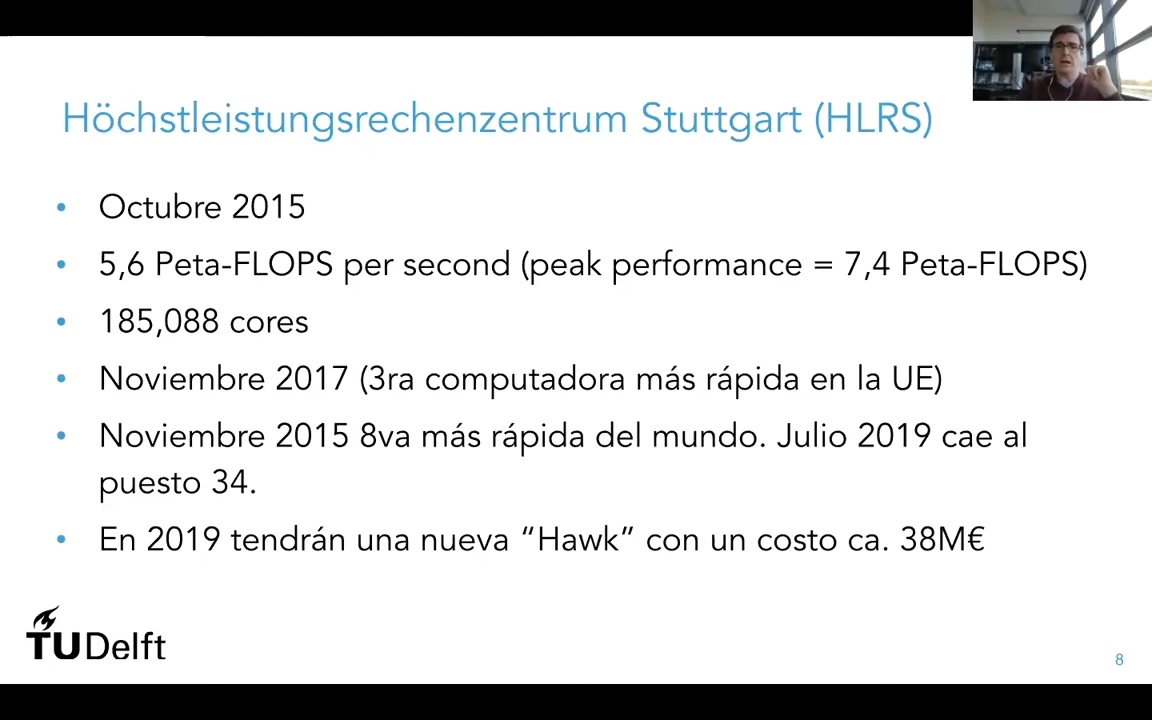 Höchstleistungsrechenzentrum Stuttgart (HLRS)
• Octubre 2015
• 5,6 Peta-FLOPS per second (peak performance = 7,4 Peta-FLOPS)
• 185,088 cores
• Noviembre 2017 (3ra computadora más rápida en la UE)
• Noviembre 2015 8va más rápida del mundo. Julio 2019 cae al
puesto 34.
• En 2019 tendrán una nueva “Hawk” con un costo ca. 38M€
TUDelft
8